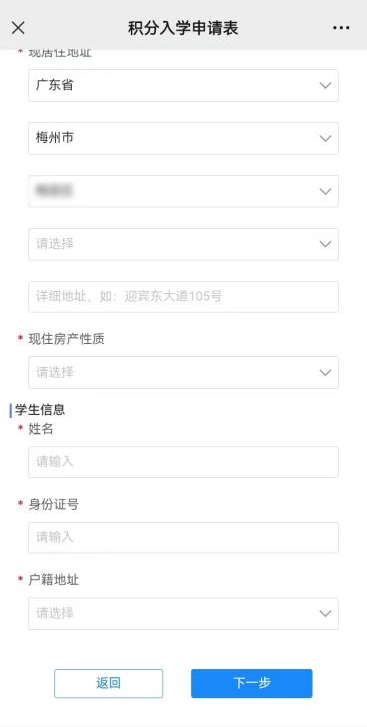 积分入学申请表
* 现居住地址
广东省
梅州市
请选择
详细地址，如：迎宾东大道105号
* 现住房产性质
请选择
学生信息
* 姓名
请输入
* 身份证号
请输入
* 户籍地址
请选择
返回 下一步